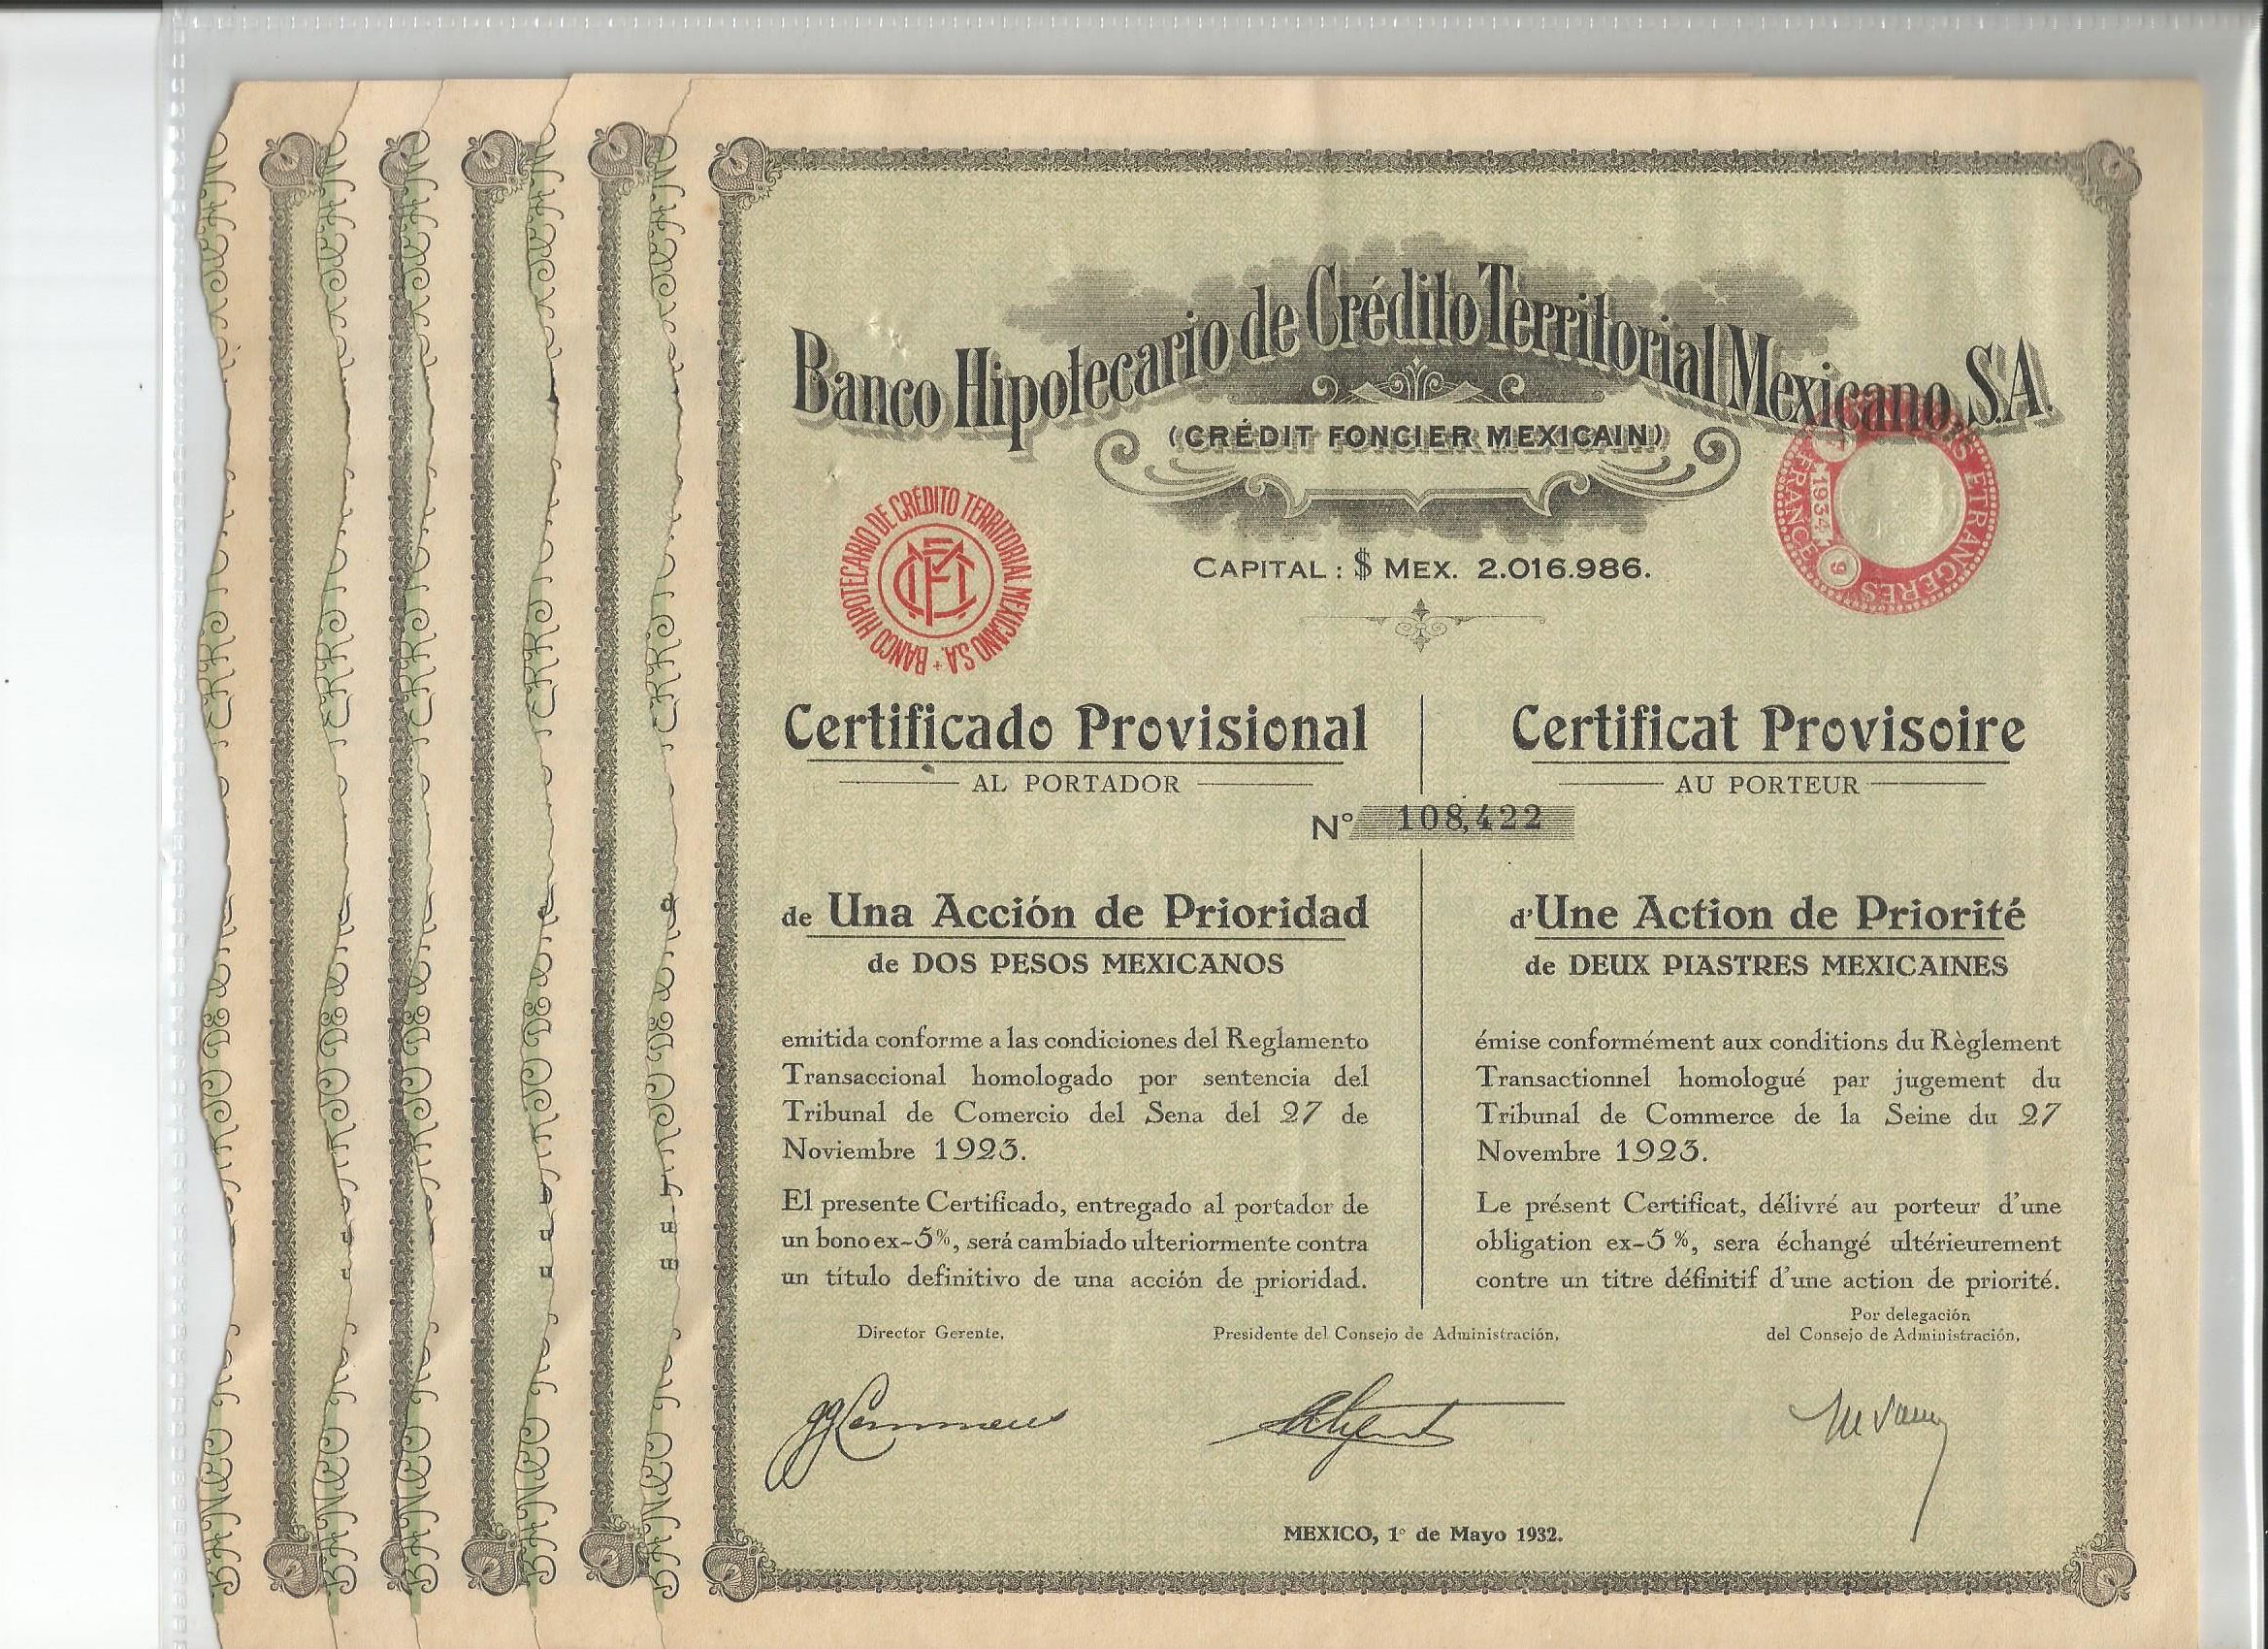 Banco Hipotecario de Crédito Territorial Mexicano, S.A.
(CRÉDIT FONCIER MEXICAIN)
BANCO HIPOTECARIO DE CRÉDITO TERRITORIAL MEXICANO S.A.
ÉTRANGERES
1934
FRANCE
9
CAPITAL : $ MEX. 2.016.986.
Certificado Provisional
AL PORTADOR
Certificat Provisoire
AU PORTEUR
Nº 108,422
de Una Acción de Prioridad
de DOS PESOS MEXICANOS
emitida conforme a las condiciones del Reglamento
Transaccional homologado por sentencia del
Tribunal de Comercio del Sena del 27 de
Noviembre 1923.
El presente Certificado, entregado al portador de
un bono ex-5%, será cambiado ulteriormente contra
un título definitivo de una acción de prioridad.
d'Une Action de Priorité
de DEUX PIASTRES MEXICAINES
émise conformément aux conditions du Règlement
Transactionnel homologué par jugement du
Tribunal de Commerce de la Seine du 27
Novembre 1923.
Le présent Certificat, délivré au porteur d'une
obligation ex-5%, sera échangé ultérieurement
contre un titre définitif d'une action de priorité.
Director Gerente,
Presidente del Consejo de Administración,
Por delegación
del Consejo de Administración,
MEXICO, 1º de Mayo 1932.